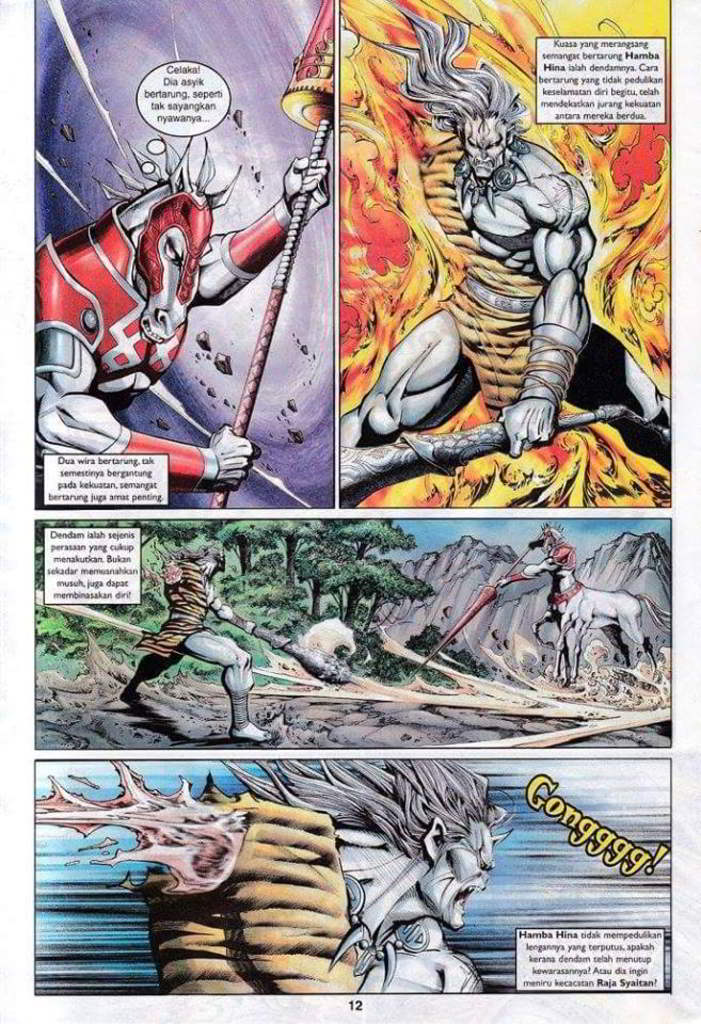 Celaka!
Dia asyik
bertarung, seperti
tak sayangkan
nyawanya...
Kuasa yang merangsang
semangat bertarung Hamba
Hina ialah dendamnya. Cara
bertarung yang tidak pedulikan
keselamatan diri begitu, telah
mendekatkan jurang kekuatan
antara mereka berdua.
Dua wira bertarung, tak
semestinya bergantung
pada kekuatan, semangat
bertarung juga amat penting.
Dendam ialah sejenis
perasaan yang cukup
menakutkan. Bukan
sekadar memusnahkan
musuh, juga dapat
membinasakan diri!
Gongggg!
Hamba Hina tidak mempedulikan
lengannya yang terputus, apakah
kerana dendam telah menutup
kewarasannya? Atau dia ingin
meniru kecacatan Raja Syaitan?
12